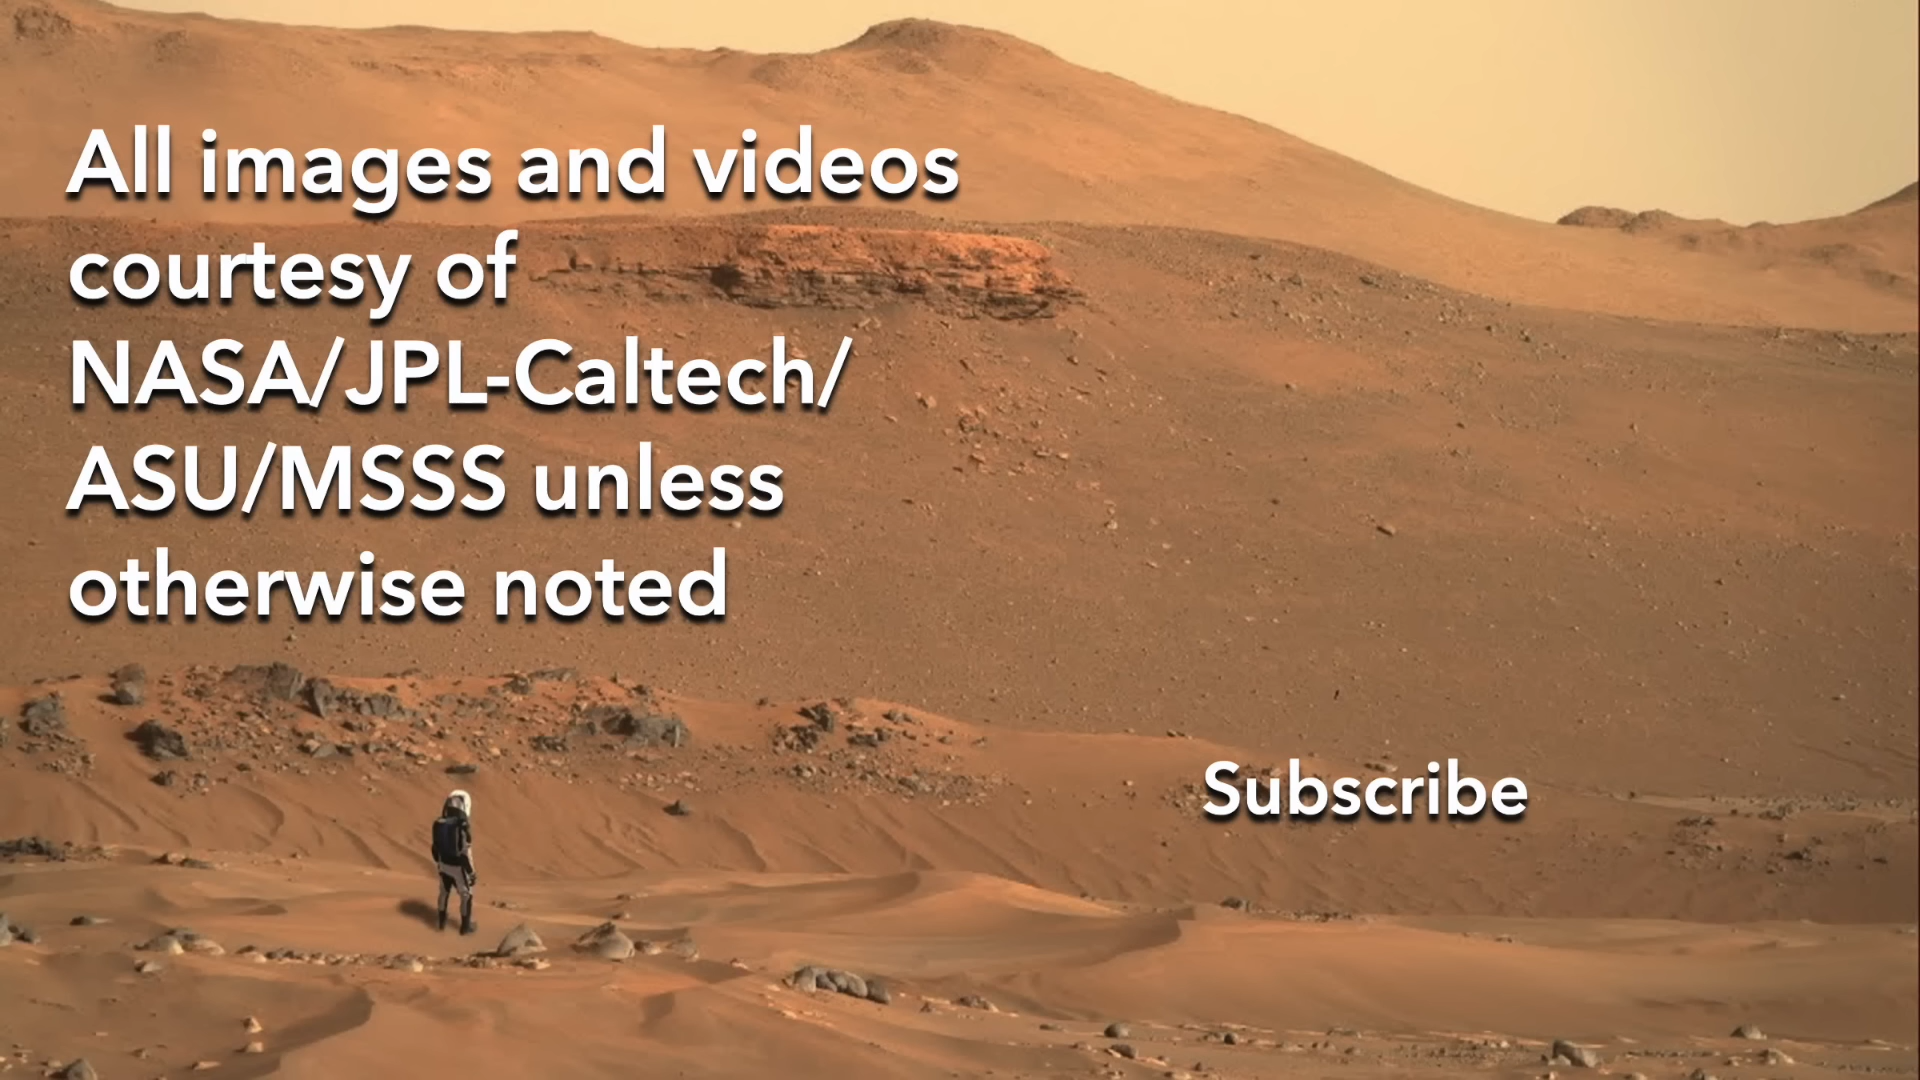 All images and videos
courtesy of
NASA/JPL-Caltech/
ASU/MSSS unless
otherwise noted
Subscribe